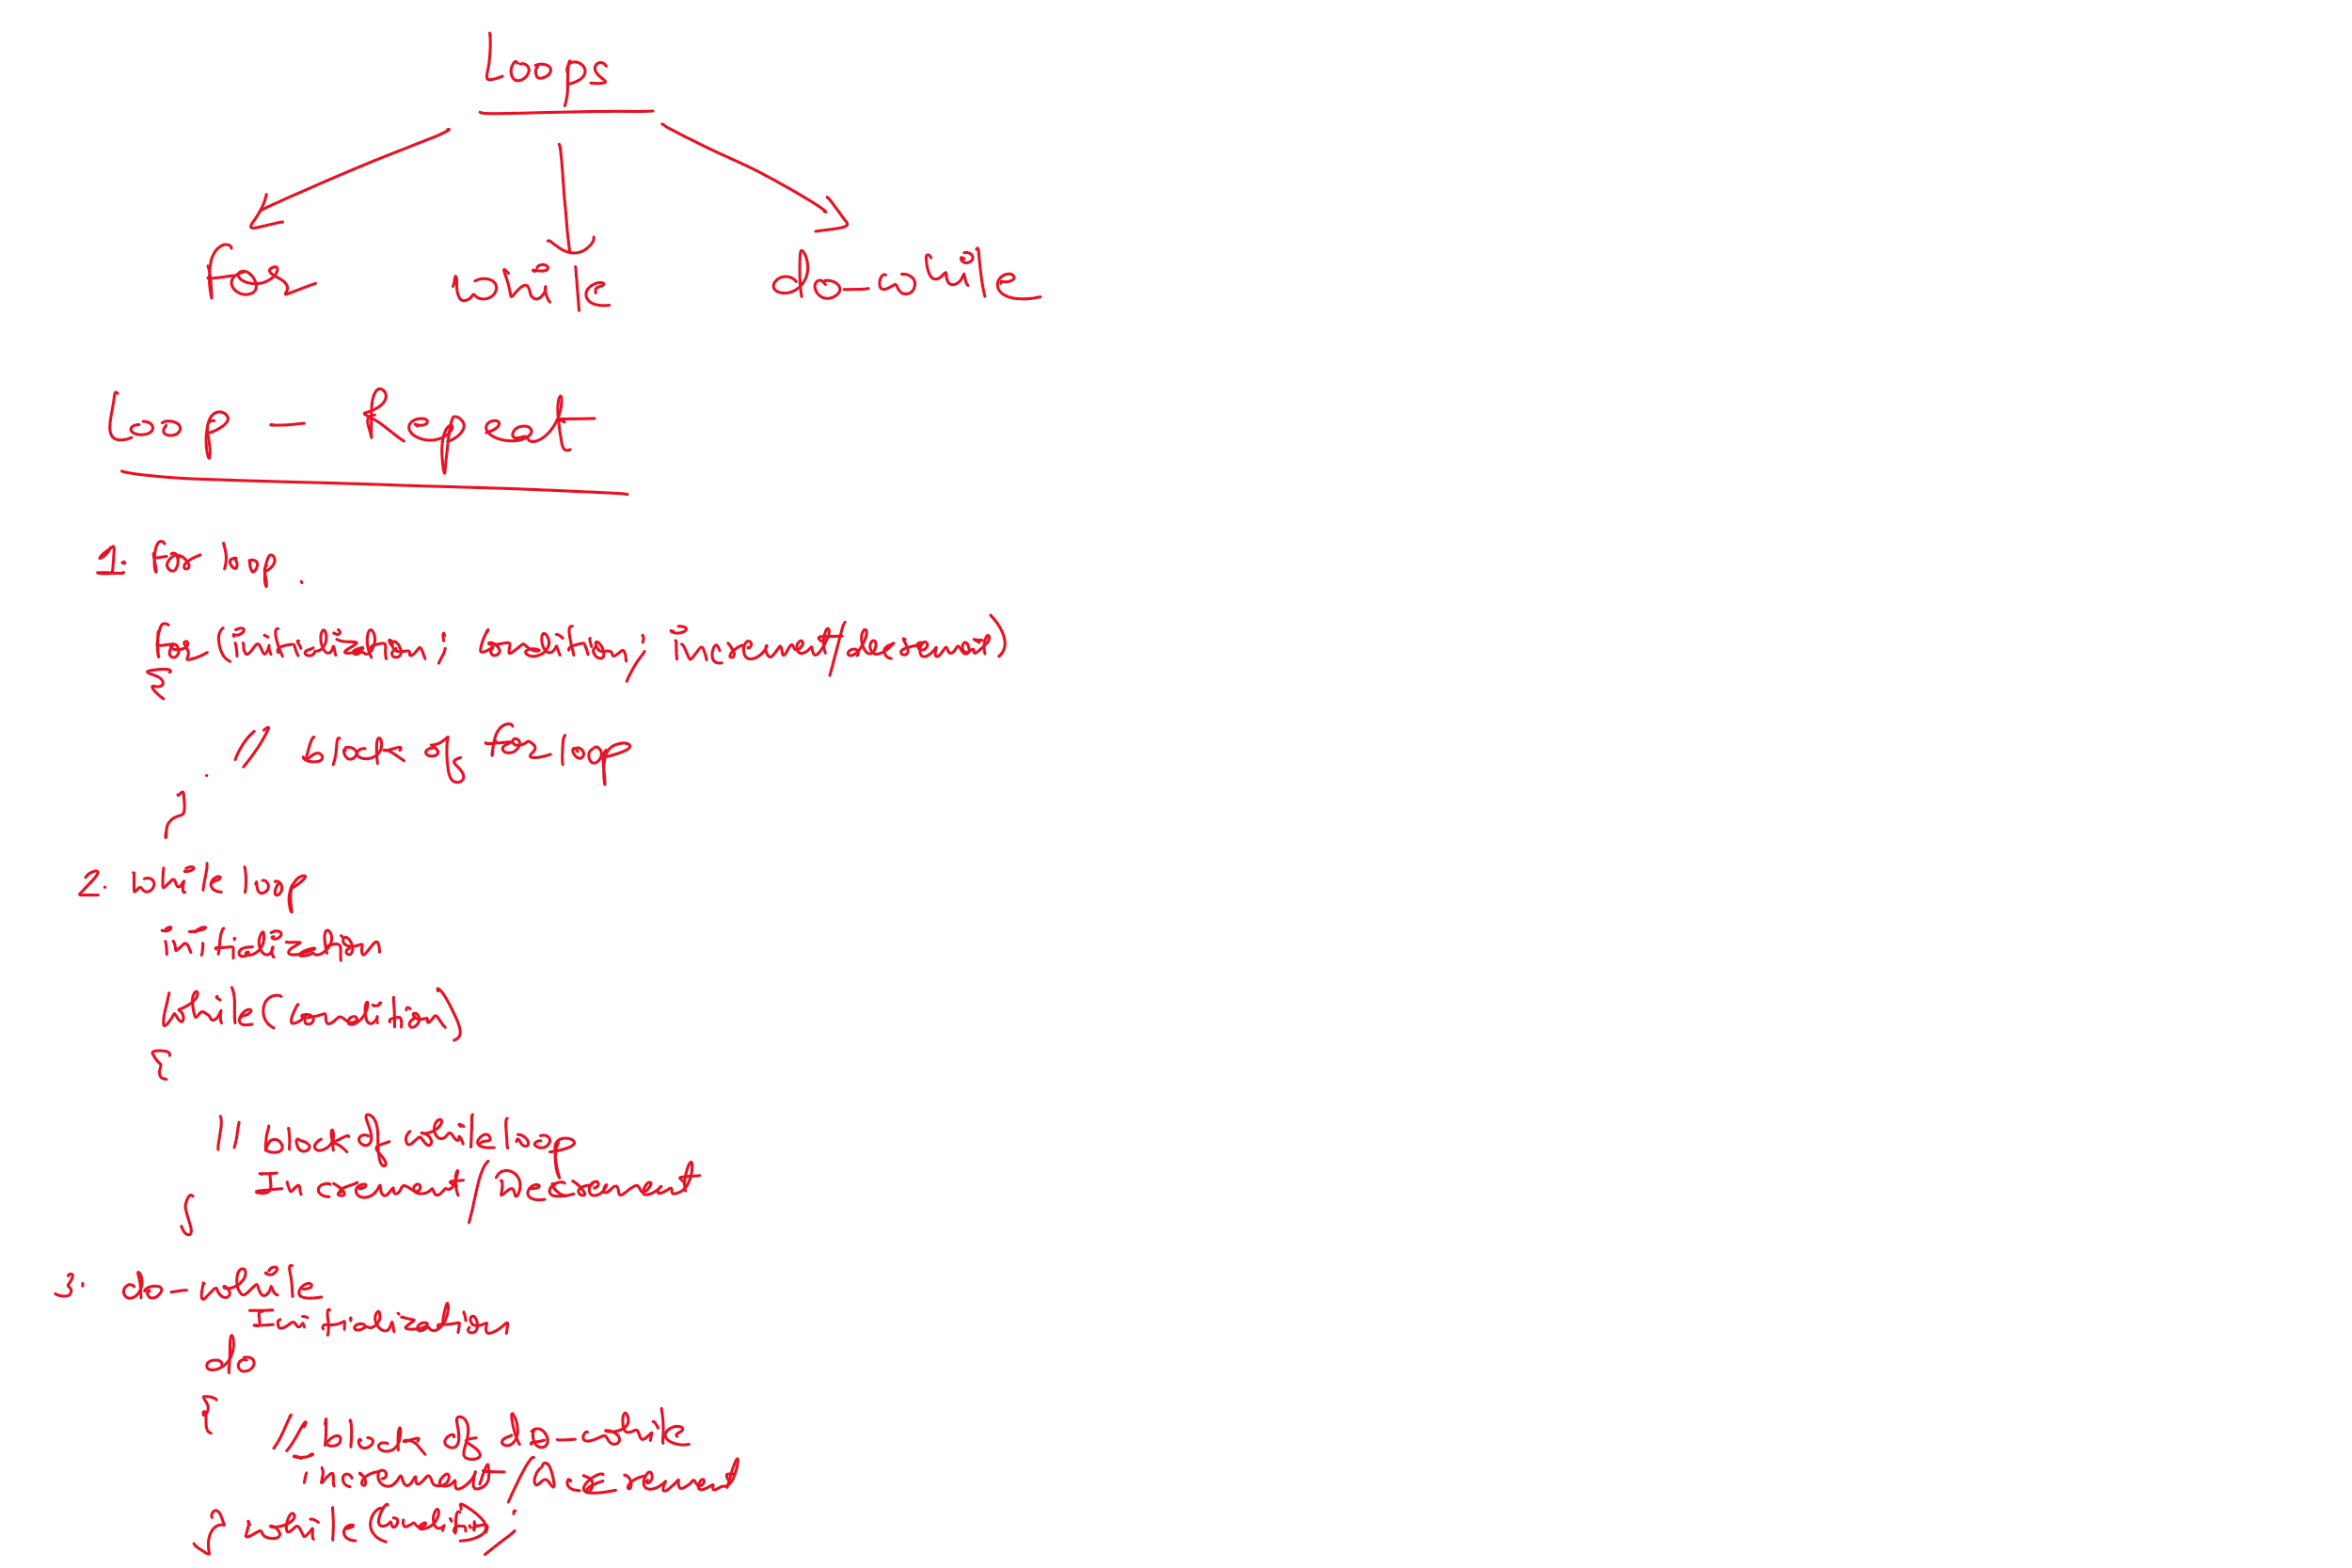 Loops
for while do-while
Loop - Repeat
1. for loop.
for (initialization; condition; increment/decrement)
{
// block of for loop
}
2. while loop
initialization
while(condition)
{
// block of while loop
Increment/Decrement
}
3. do-while
Initialization
do
{
// block of do-while
increment/Decrement
} while(condition);